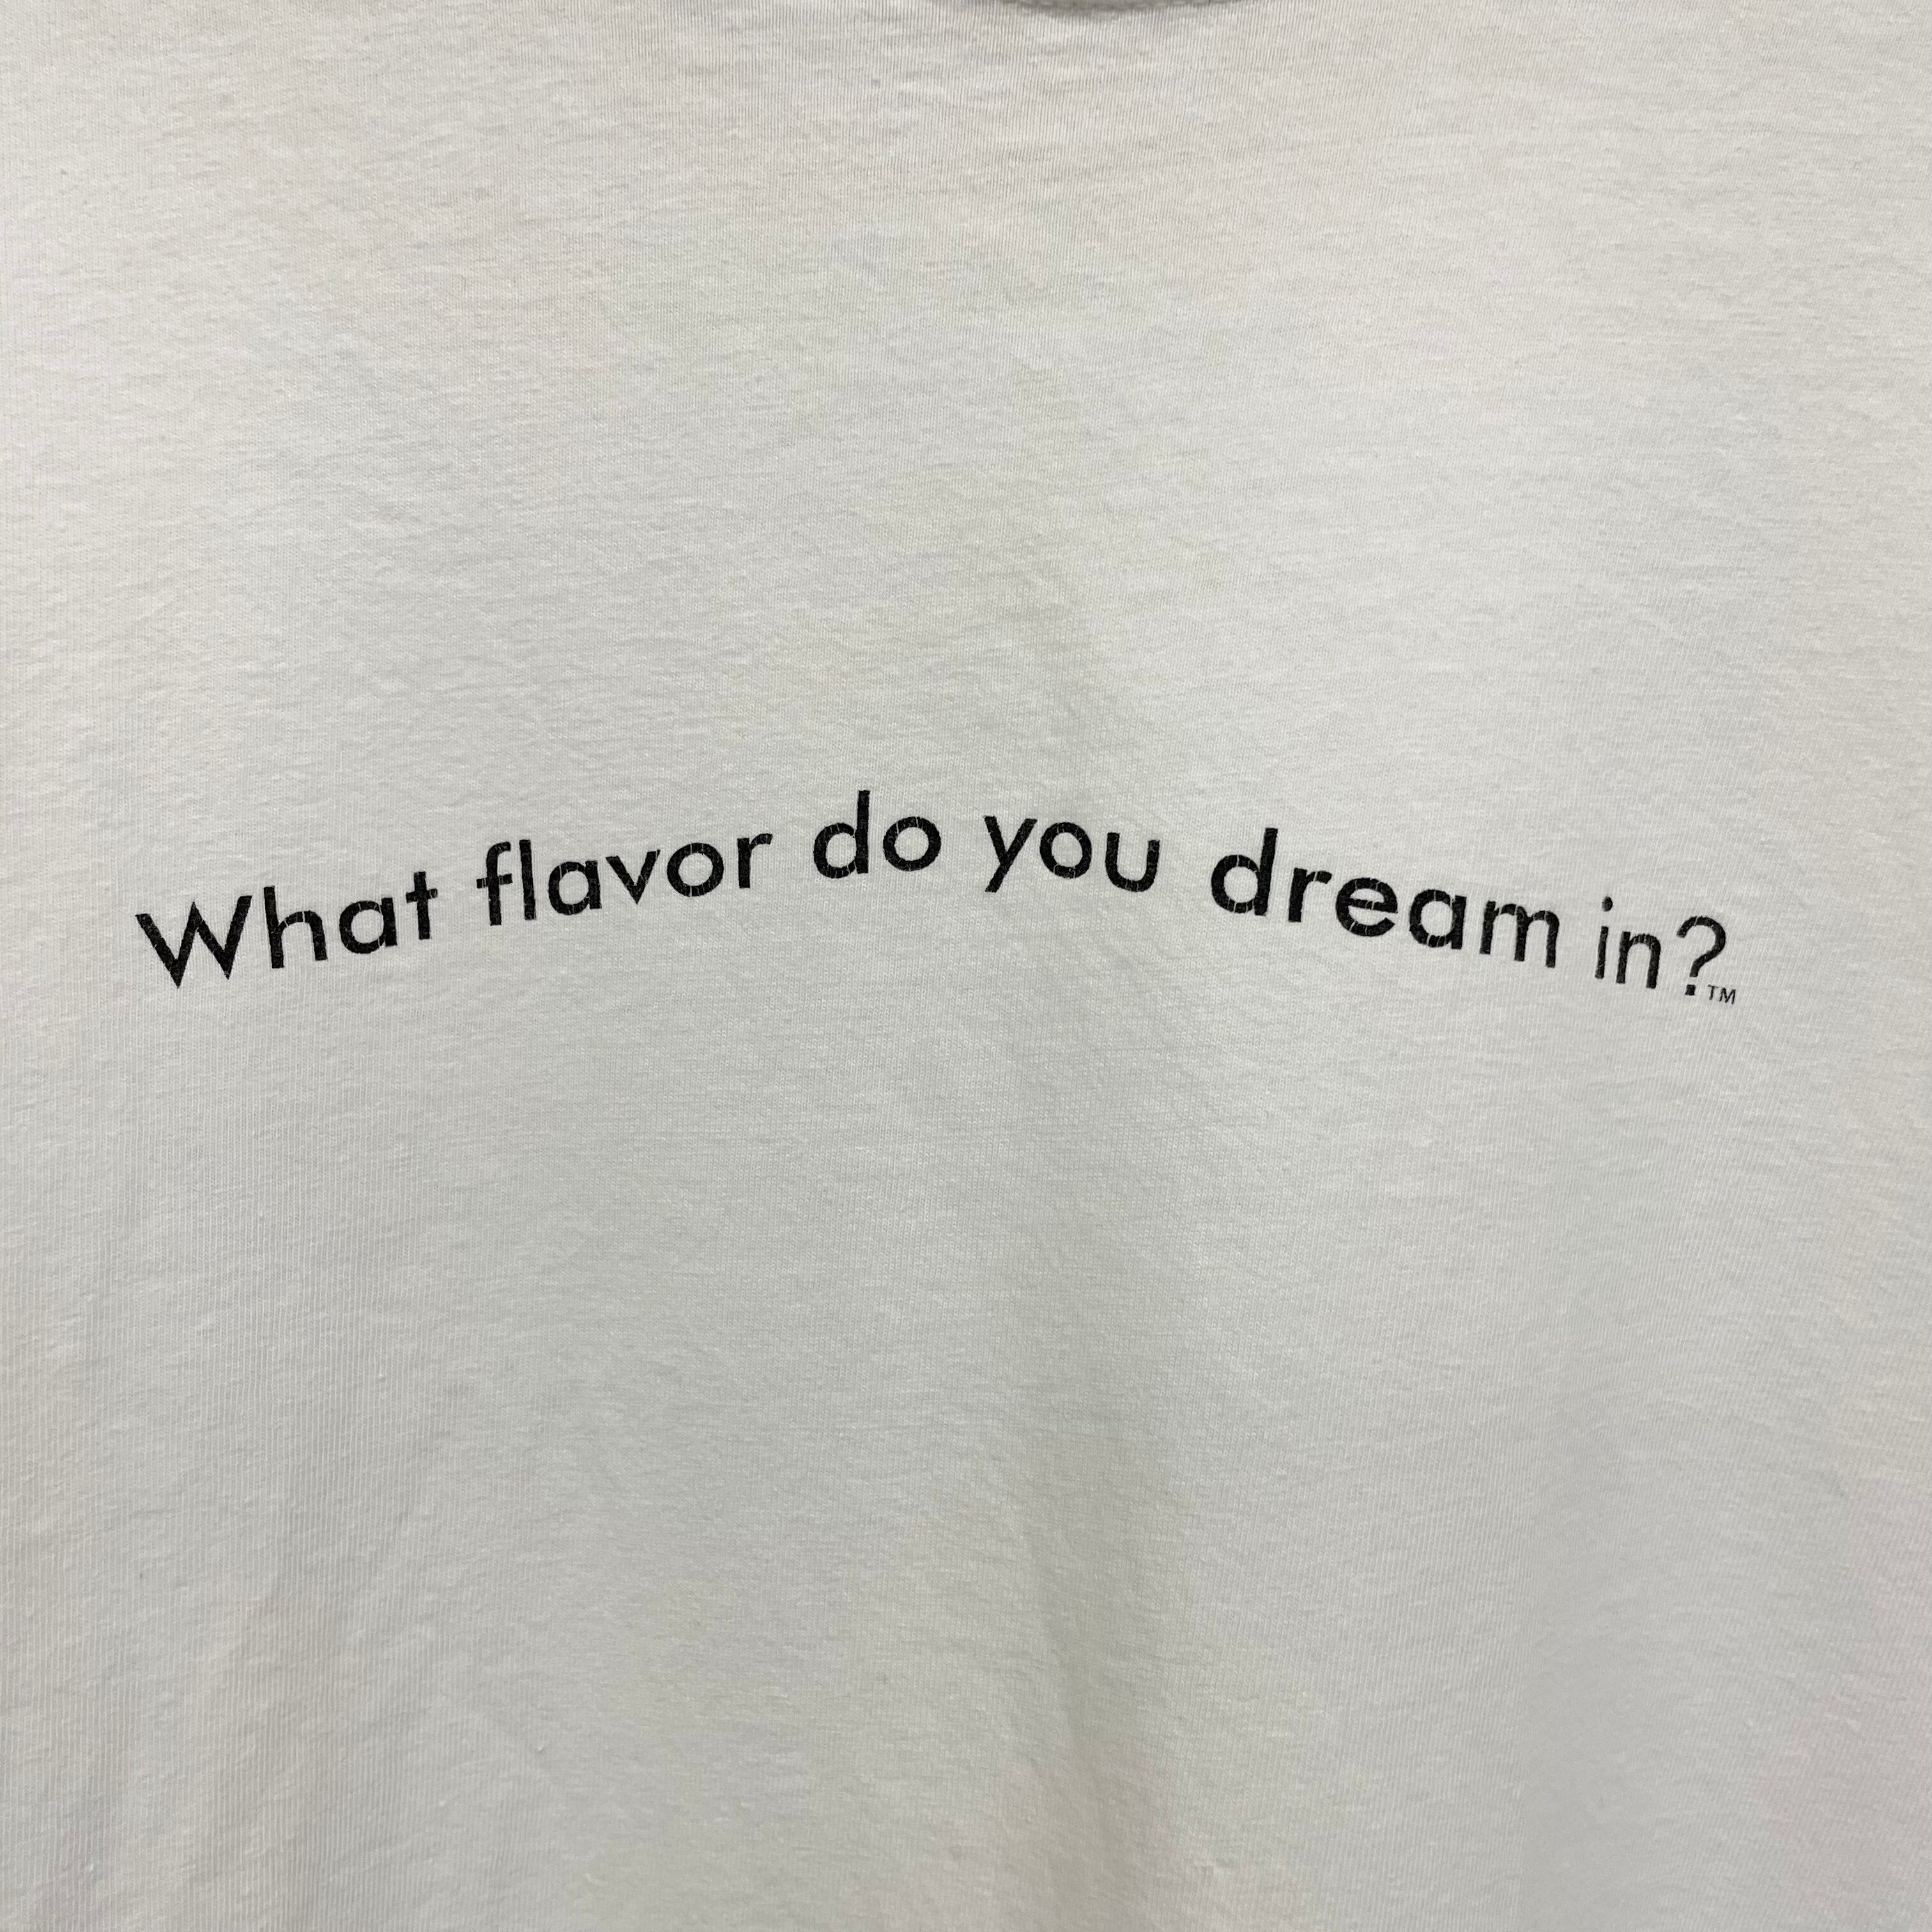 What flavor do you dream in?™